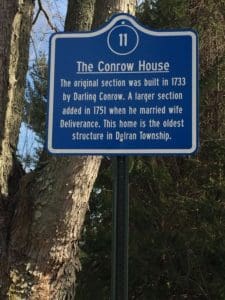 11
The Conrow House
The original section was built in 1733
by Darling Conrow. A larger section
added in 1751 when he married wife
Deliverance. This home is the oldest
structure in Delran Township.